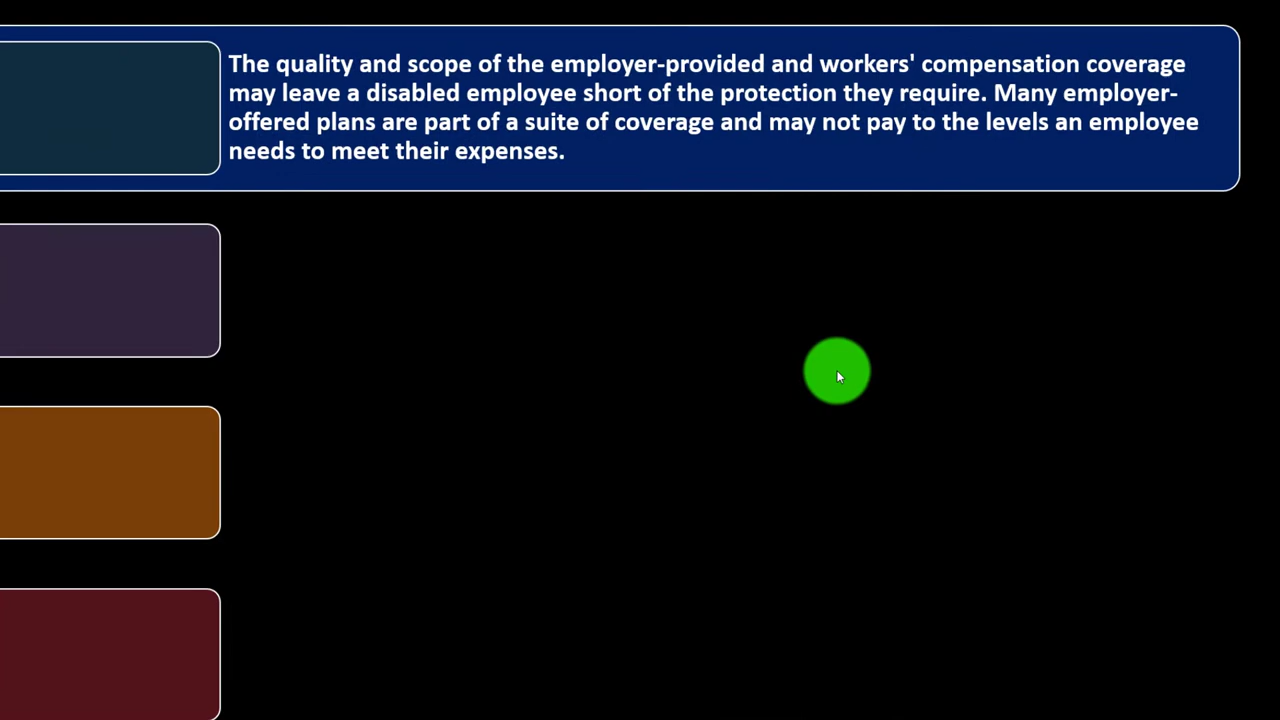 The quality and scope of the employer-provided and workers' compensation coverage
may leave a disabled employee short of the protection they require. Many employer-
offered plans are part of a suite of coverage and may not pay to the levels an employee
needs to meet their expenses.